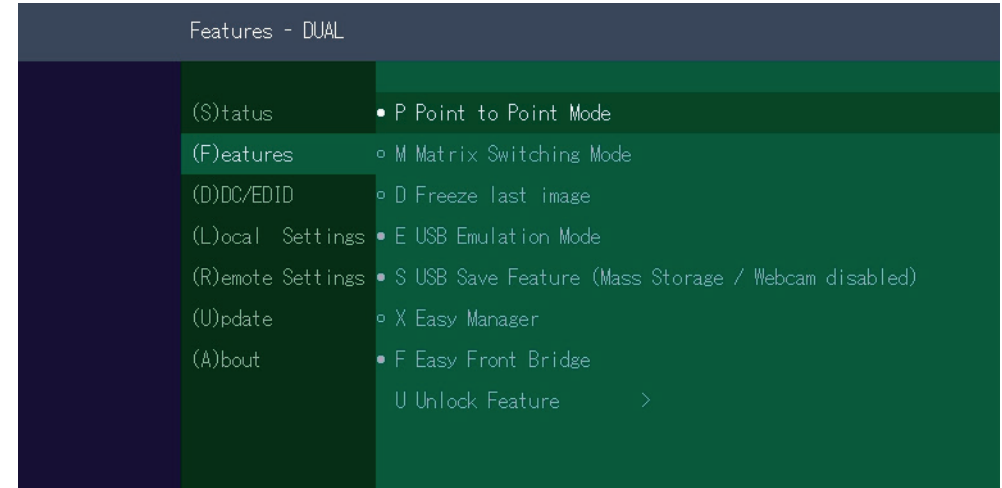 Features - DUAL
(S)tatus
(F)eatures
(D)DC/EDID
(L)ocal Settings
(R)emote Settings
(U)pdate
(A)bout
P Point to Point Mode
M Matrix Switching Mode
D Freeze last image
E USB Emulation Mode
S USB Save Feature (Mass Storage / Webcam disabled)
X Easy Manager
F Easy Front Bridge
U Unlock Feature >